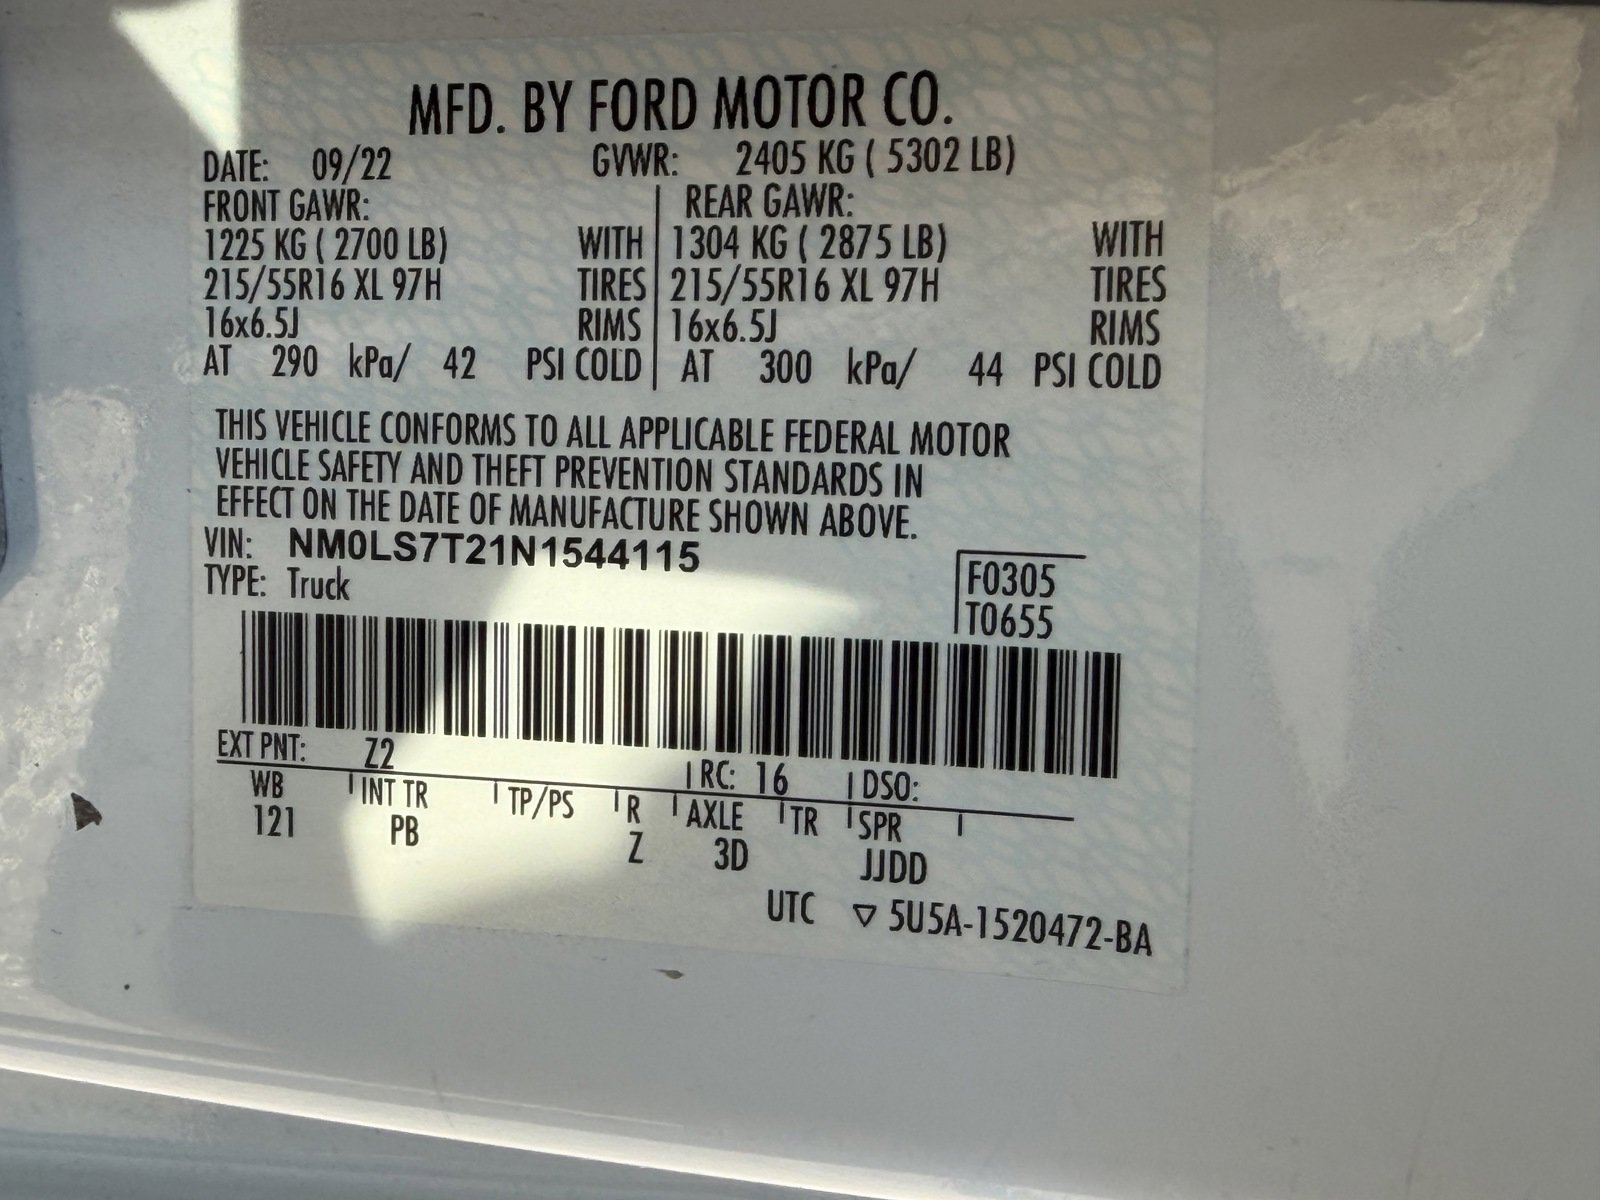 MFD. BY FORD MOTOR CO.
DATE: 09/22 GVWR: 2405 KG ( 5302 LB)
FRONT GAWR: REAR GAWR:
1225 KG ( 2700 LB) WITH 1304 KG ( 2875 LB) WITH
215/55R16 XL 97H TIRES 215/55R16 XL 97H TIRES
16x6.5J RIMS 16x6.5J RIMS
AT 290 kPa/ 42 PSI COLD AT 300 kPa/ 44 PSI COLD
THIS VEHICLE CONFORMS TO ALL APPLICABLE FEDERAL MOTOR
VEHICLE SAFETY AND THEFT PREVENTION STANDARDS IN
EFFECT ON THE DATE OF MANUFACTURE SHOWN ABOVE.
VIN: NM0LS7T21N1544115
TYPE: Truck
F0305
T0655
EXT PNT: Z2 RC: 16 DSO:
WB INT TR TP/PS R AXLE TR SPR
121 PB Z 3D JJDD
UTC ▽ 5U5A-1520472-BA